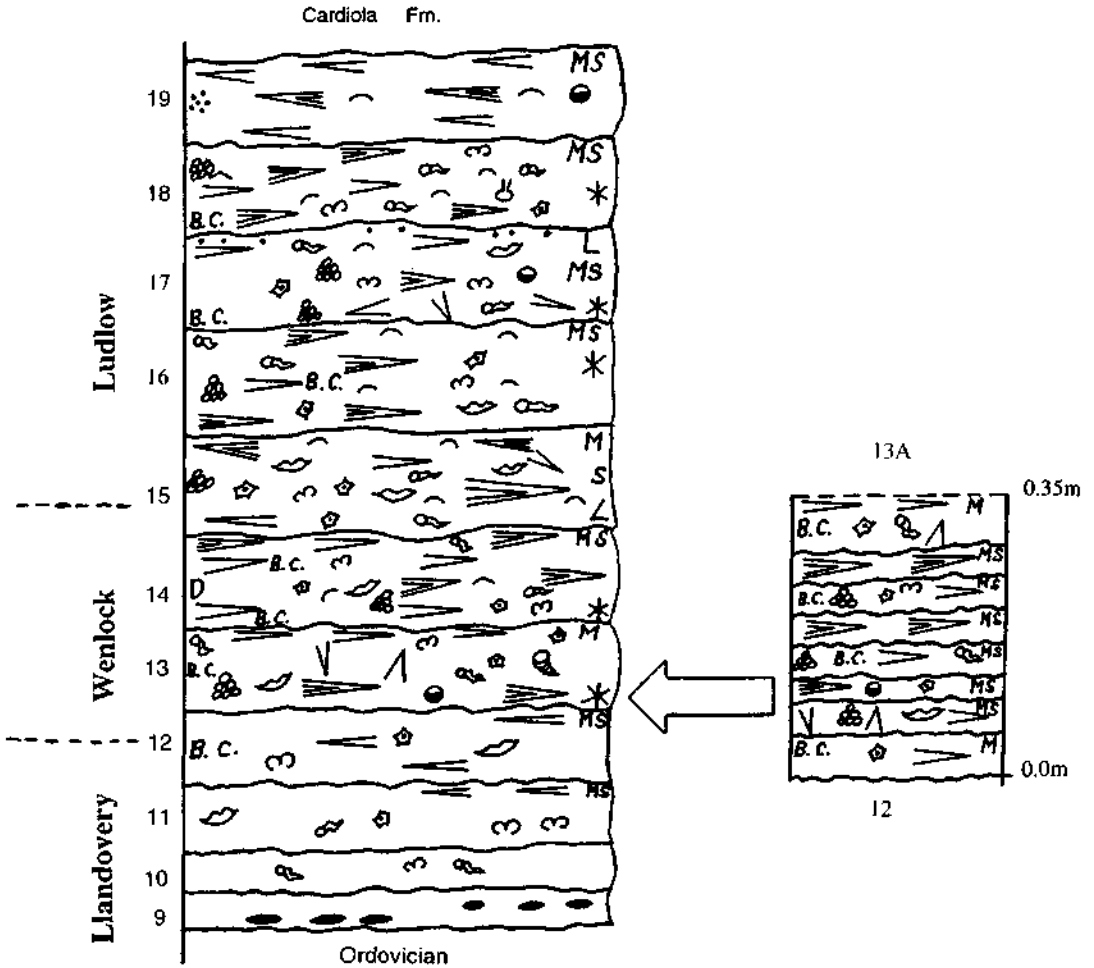 Cardiola Fm.
MS
19
MS
18
B.C.
L
17
MS
B.C.
MS
16
B.C.
Ludlow
M
S
15
L
MS
B.C.
14
D
B.C.
M
Wenlock
13
B.C.
MS
12
B.C.
MS
11
Llandovery
10
9
Ordovician
13A
0.35m
M
B.C.
MS
MS
B.C.
MS
B.C.
MS
MS
MS
B.C.
M
0.0m
12